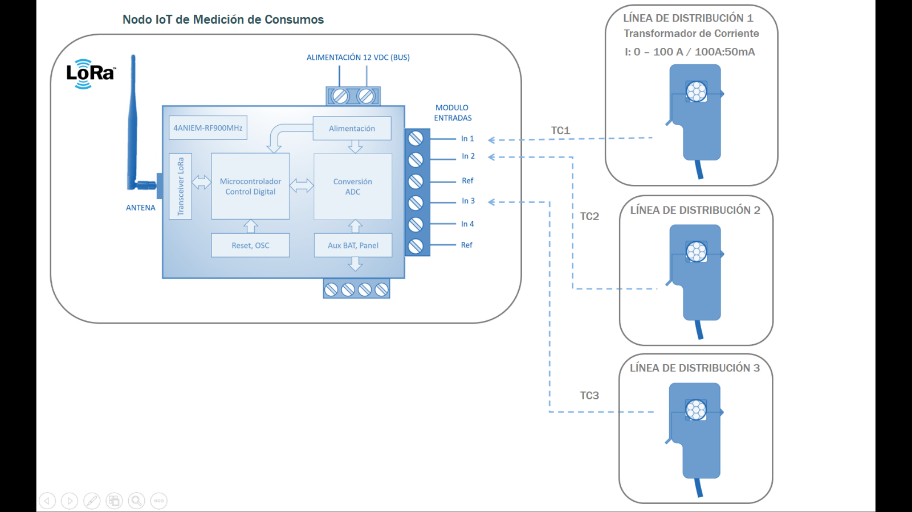 Nodo IoT de Medición de Consumos
LoRa™
ALIMENTACIÓN 12 VDC (BUS)
4ANIEM-RF900MHz
Alimentación
Transceiver LoRa
Microcontrolador
Control Digital
Conversión
ADC
Reset, OSC
Aux BAT, Panel
ANTENA
MODULO
ENTRADAS
In 1
In 2
Ref
In 3
In 4
Ref
TC1
TC2
TC3
LÍNEA DE DISTRIBUCIÓN 1
Transformador de Corriente
I: 0 – 100 A / 100A:50mA
LÍNEA DE DISTRIBUCIÓN 2
LÍNEA DE DISTRIBUCIÓN 3